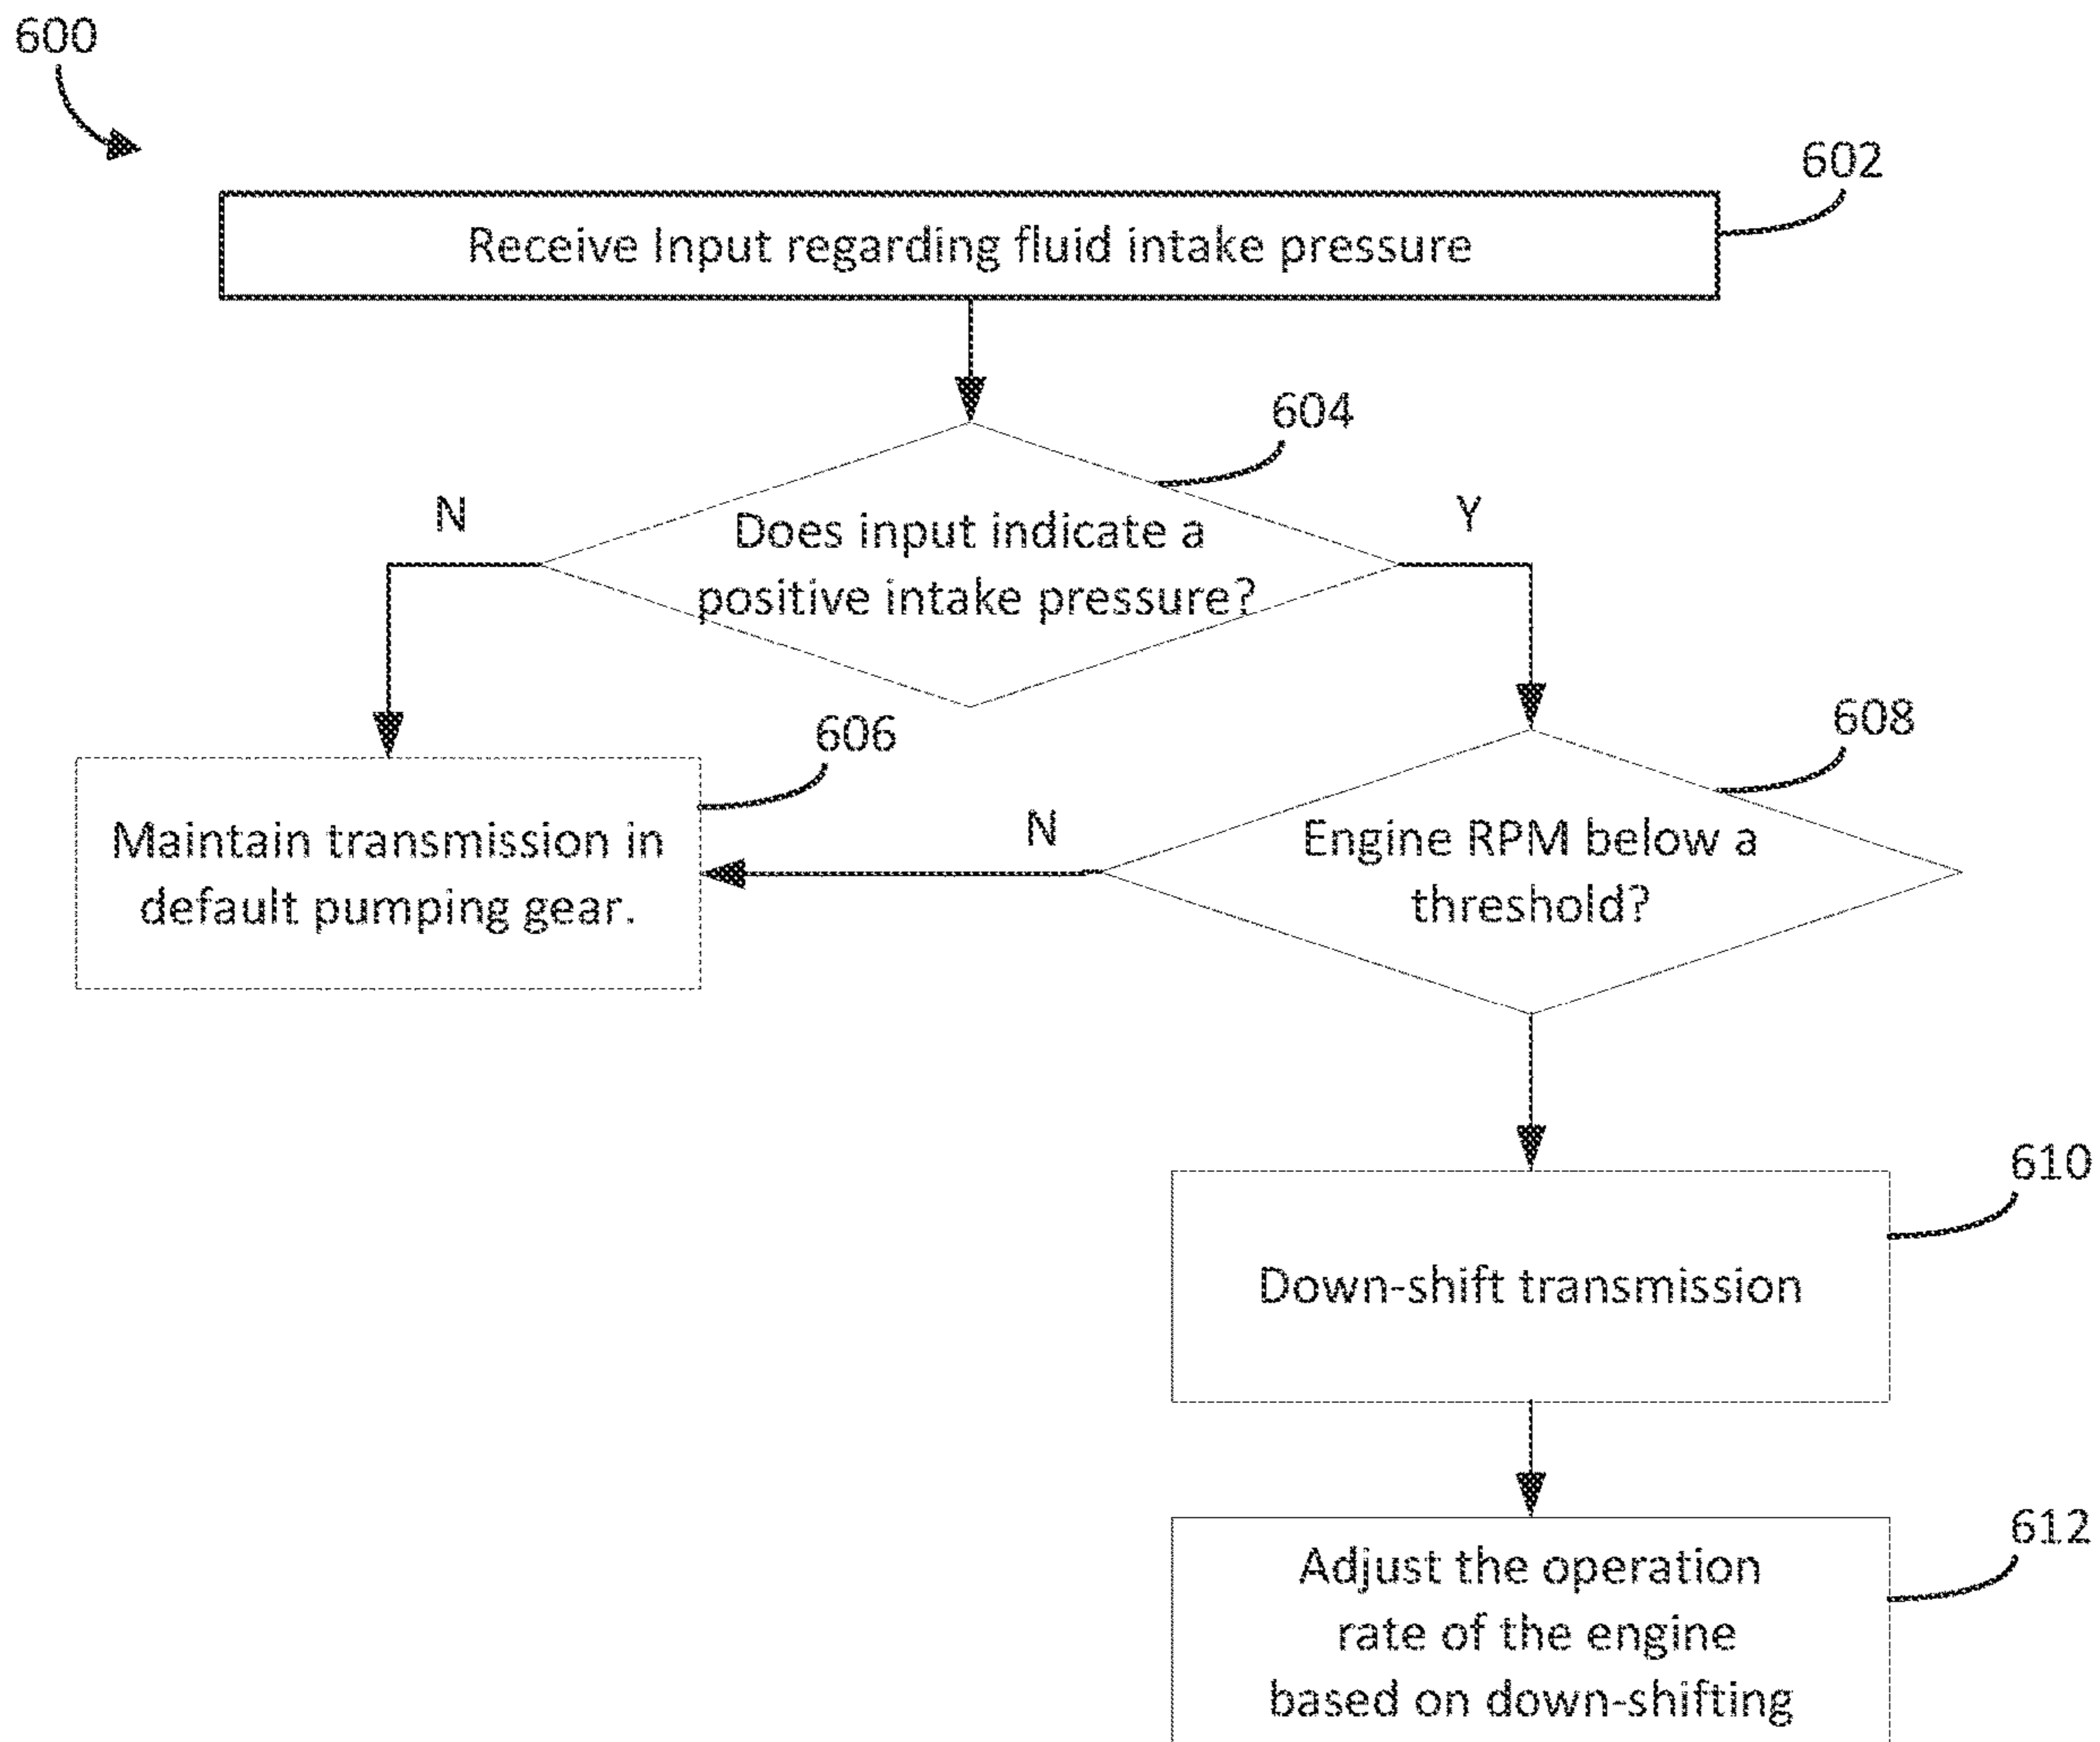 600
602
Receive Input regarding fluid intake pressure
604
N
Y
Does input indicate a
positive intake pressure?
606
608
Maintain transmission in
default pumping gear.
N
Engine RPM below a
threshold?
610
Down-shift transmission
612
Adjust the operation
rate of the engine
based on down-shifting